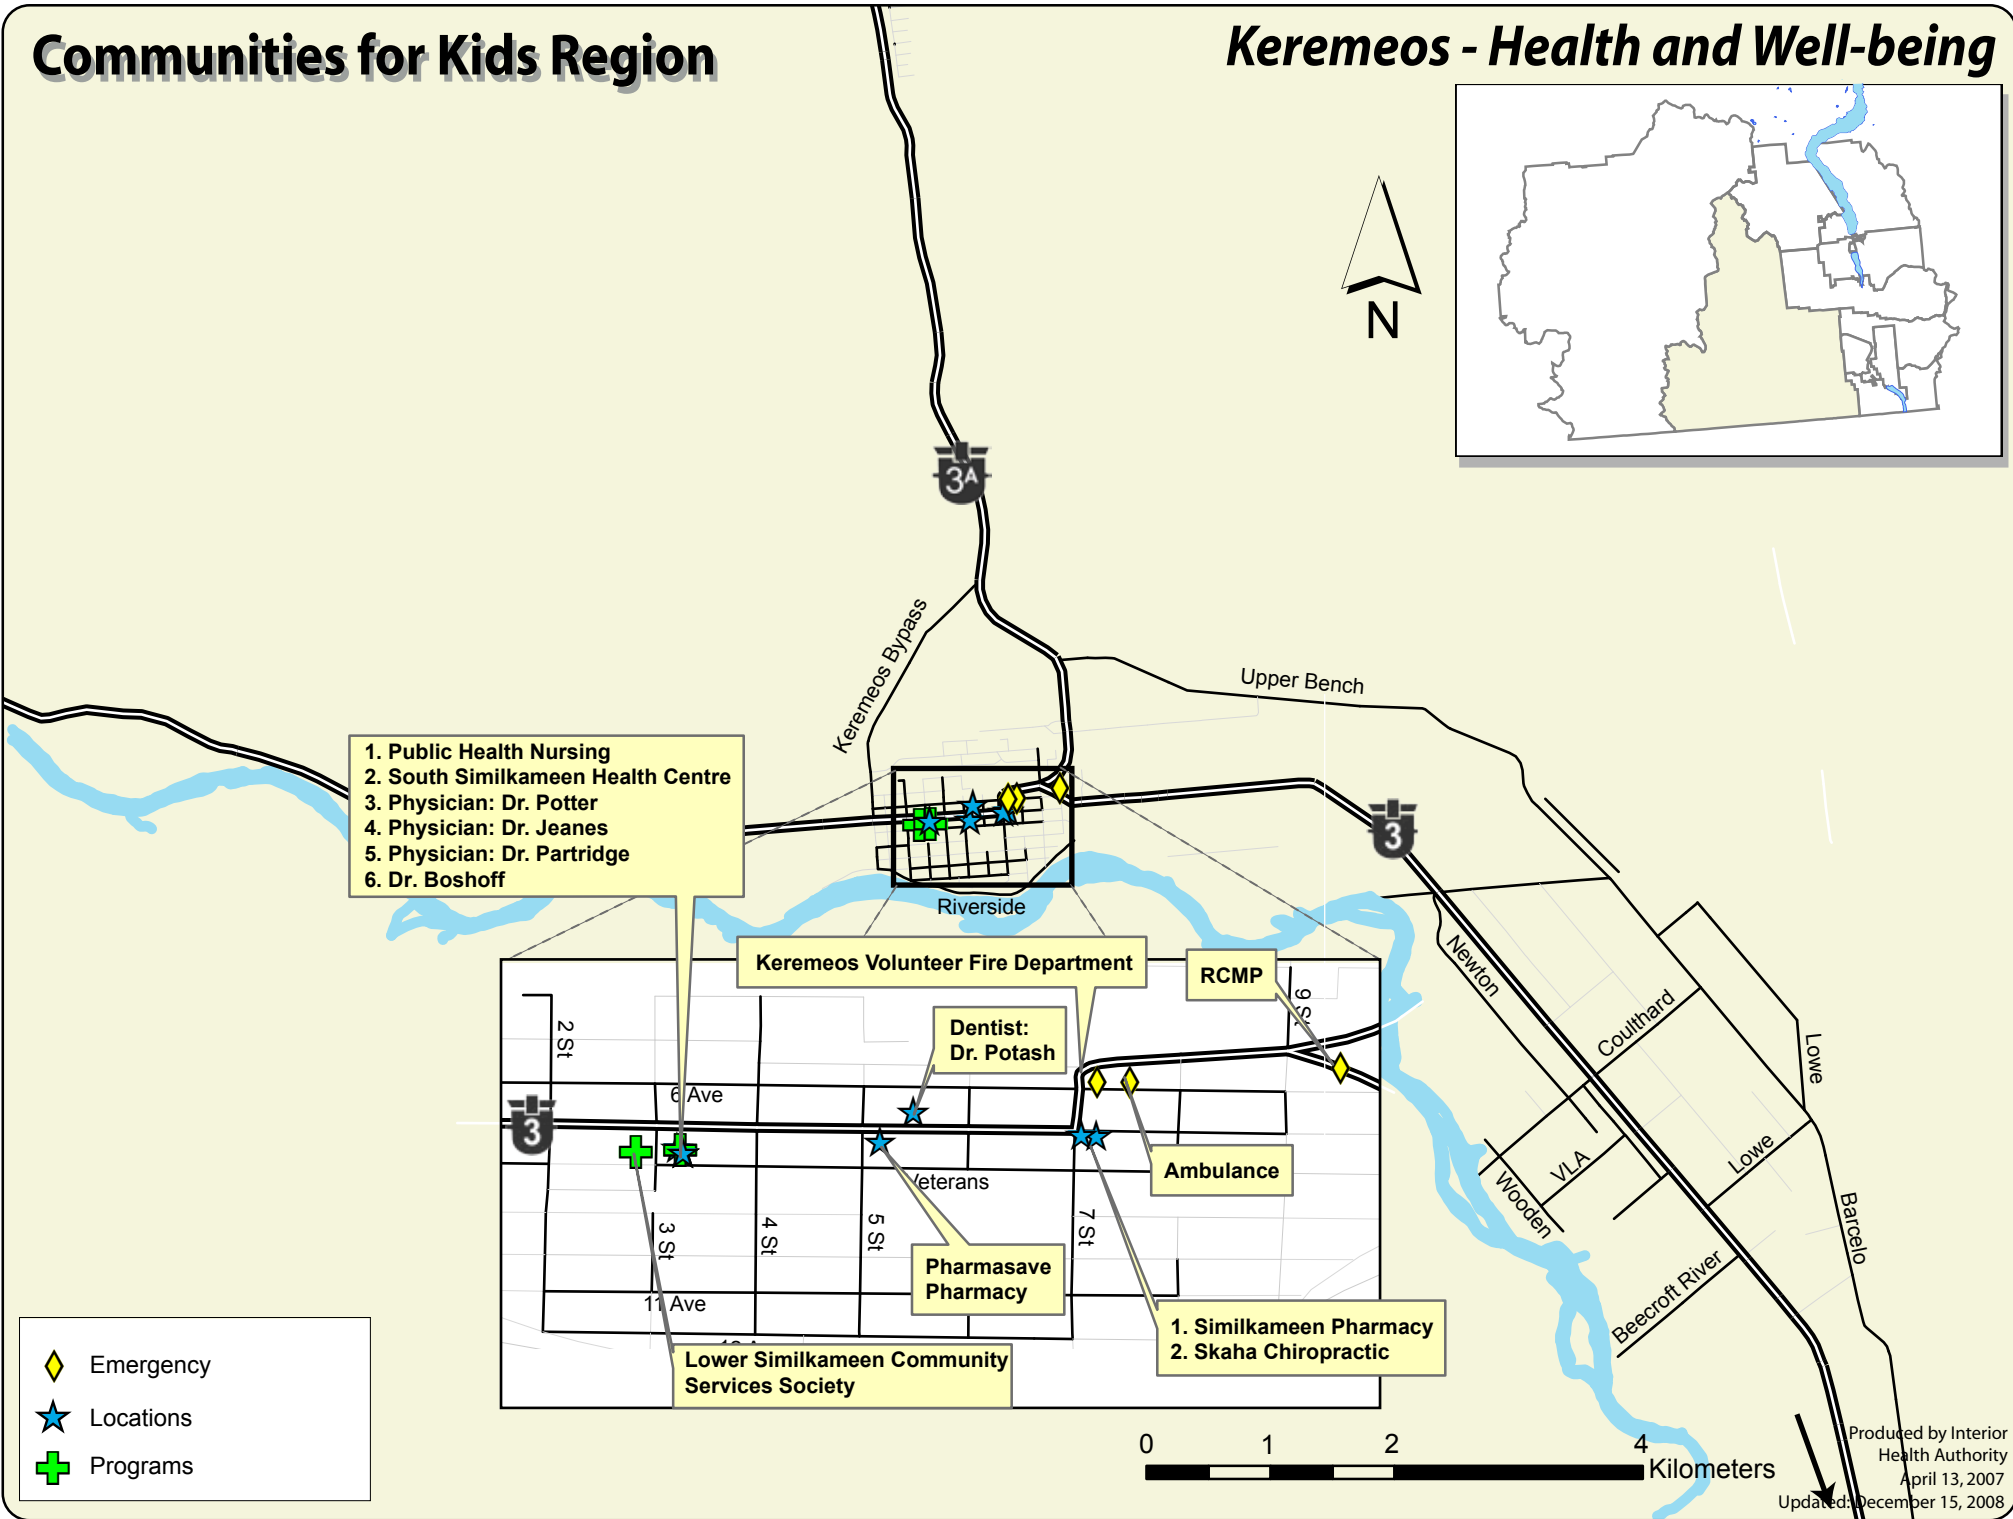 Communities for Kids Region
Keremeos - Health and Well-being
N
3A
Keremeos Bypass
Upper Bench
1. Public Health Nursing
2. South Similkameen Health Centre
3. Physician: Dr. Potter
4. Physician: Dr. Jeanes
5. Physician: Dr. Partridge
6. Dr. Boshoff
3
Riverside
Keremeos Volunteer Fire Department
RCMP
Newton
9 St
Dentist:
Dr. Potash
2 St
Coulthard
Lowe
6 Ave
3
Ambulance
VLA
Lowe
Veterans
Wooden
3 St
4 St
5 St
7 St
Barcelo
Pharmasave
Pharmacy
Beecroft River
11 Ave
1. Similkameen Pharmacy
2. Skaha Chiropractic
Lower Similkameen Community
Services Society
Emergency
Locations
Programs
0 1 2 4
Kilometers
Produced by Interior
Health Authority
April 13, 2007
Updated: December 15, 2008